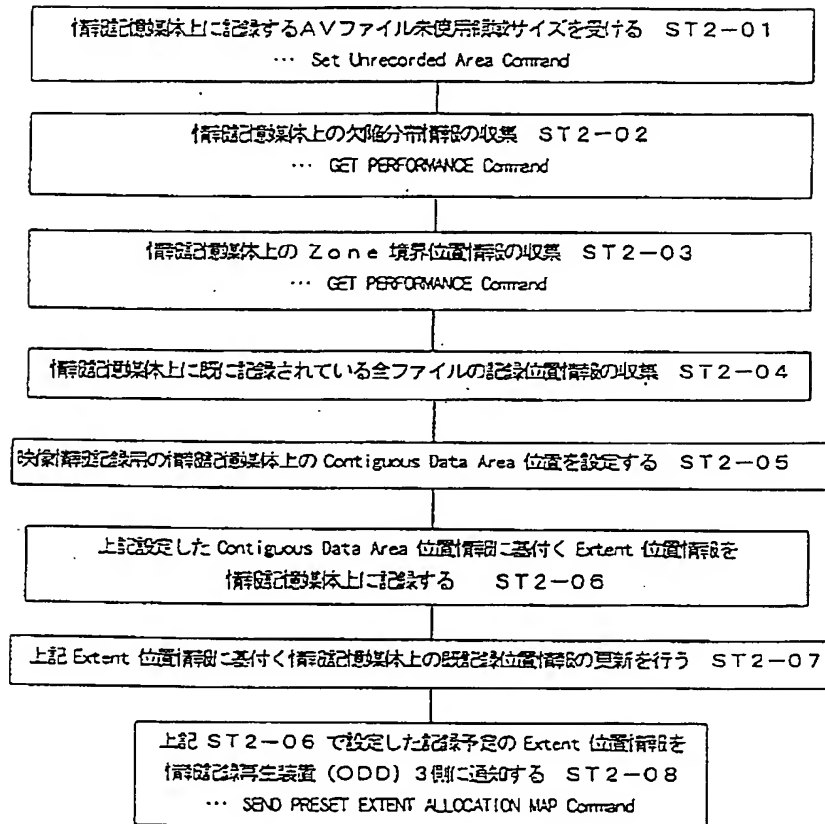 情報記憶媒体上に記録するAVファイル未使用領域サイズを受ける ST2-01
… Set Unrecorded Area Command
情報記憶媒体上の欠陥分布情報の収集 ST2-02
… GET PERFORMANCE Command
情報記憶媒体上の Zone 境界位置情報の収集 ST2-03
… GET PERFORMANCE Command
情報記憶媒体上に既に記録されている全ファイルの記録位置情報の収集 ST2-04
映像情報記録用の情報記憶媒体上の Contiguous Data Area 位置を設定する ST2-05
上記設定した Contiguous Data Area 位置情報に基付く Extent 位置情報を
情報記憶媒体上に記録する ST2-06
上記 Extent 位置情報に基付く情報記憶媒体上の既記録位置情報の更新を行う ST2-07
上記 ST2-06 で設定した記録予定の Extent 位置情報を
情報記録再生装置 (ODD) 3側に通知する ST2-08
… SEND PRESET EXTENT ALLOCATION MAP Command